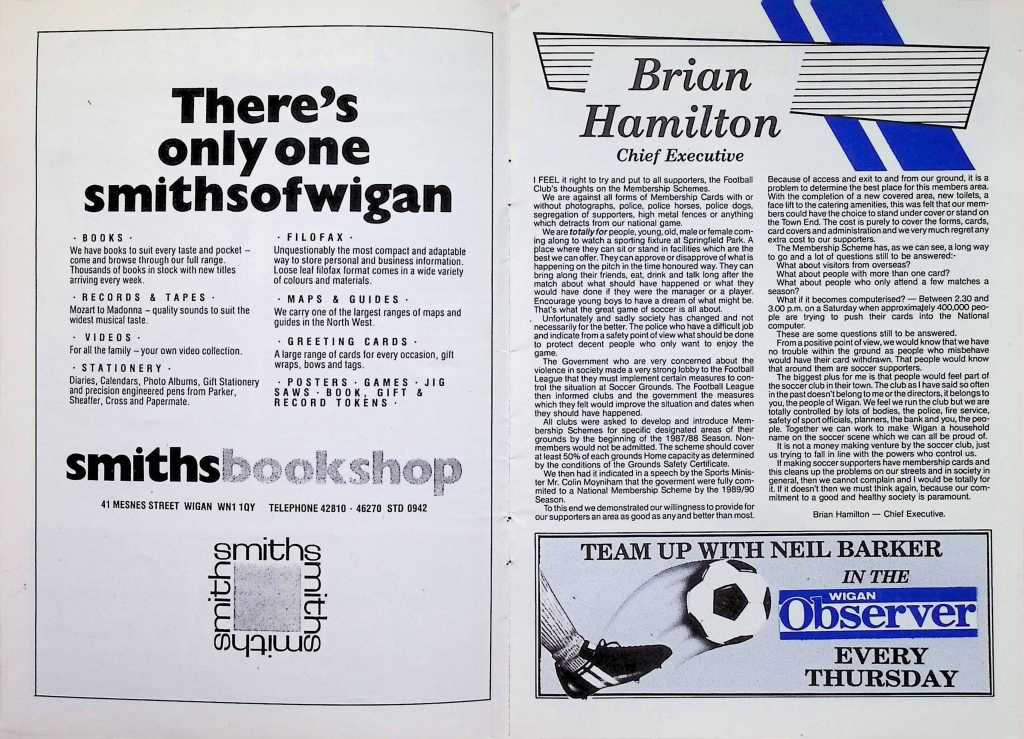 There's
only one
smithsofwigan
· BOOKS ·
We have books to suit every taste and pocket –
come and browse through our full range.
Thousands of books in stock with new titles
arriving every week.
· RECORDS & TAPES ·
Mozart to Madonna – quality sounds to suit the
widest musical taste.
· VIDEOS ·
For all the family – your own video collection.
· STATIONERY ·
Diaries, Calendars, Photo Albums, Gift Stationery
and precision engineered pens from Parker,
Sheaffer, Cross and Papermate.
· FILOFAX ·
Unquestionably the most compact and adaptable
way to store personal and business information.
Loose leaf filofax format comes in a wide variety
of colours and materials.
· MAPS & GUIDES ·
We carry one of the largest ranges of maps and
guides in the North West.
· GREETING CARDS ·
A large range of cards for every occasion, gift
wraps, bows and tags.
· POSTERS · GAMES · JIG
SAWS · BOOK, GIFT &
RECORD TOKENS ·
smithsbookshop
41 MESNES STREET WIGAN WN1 1QY TELEPHONE 42810 · 46270 STD 0942
smiths
smiths
smiths
smiths
Brian
Hamilton
Chief Executive
I FEEL it right to try and put to all supporters, the Football
Club's thoughts on the Membership Schemes.
We are against all forms of Membership Cards with or
without photographs, police, police horses, police dogs,
segregation of supporters, high metal fences or anything
which detracts from our national game.
We are totally for people, young, old, male or female com-
ing along to watch a sporting fixture at Springfield Park. A
place where they can sit or stand in facilities which are the
best we can offer. They can approve or disapprove of what is
happening on the pitch in the time honoured way. They can
bring along their friends, eat, drink and talk long after the
match about what should have happened or what they
would have done if they were the manager or a player.
Encourage young boys to have a dream of what might be.
That's what the great game of soccer is all about.
Unfortunately and sadly society has changed and not
necessarily for the better. The police who have a difficult job
and indicate from a safety point of view what should be done
to protect decent people who only want to enjoy the
game.
The Government who are very concerned about the
violence in society made a very strong lobby to the Football
League that they must implement certain measures to con-
trol the situation at Soccer Grounds. The Football League
then informed clubs and the government the measures
which they felt would improve the situation and dates when
they should have happened.
All clubs were asked to develop and introduce Mem-
bership Schemes for specific designated areas of their
grounds by the beginning of the 1987/88 Season. Non-
members would not be admitted. The scheme should cover
at least 50% of each grounds Home capacity as determined
by the conditions of the Grounds Safety Certificate.
We then had it indicated in a speech by the Sports Minis-
ter Mr. Colin Moyniham that the goverment were fully com-
mited to a National Membership Scheme by the 1989/90
Season.
To this end we demonstrated our willingness to provide for
our supporters an area as good as any and better than most.
Because of access and exit to and from our ground, it is a
problem to determine the best place for this members area.
With the completion of a new covered area, new toilets, a
face lift to the catering amenities, this was felt that our mem-
bers could have the choice to stand under cover or stand on
the Town End. The cost is purely to cover the forms, cards,
card covers and administration and we very much regret any
extra cost to our supporters.
The Membership Scheme has, as we can see, a long way
to go and a lot of questions still to be answered:-
What about visitors from overseas?
What about people with more than one card?
What about people who only attend a few matches a
season?
What if it becomes computerised? — Between 2.30 and
3.00 p.m. on a Saturday when approximately 400,000 peo-
ple are trying to push their cards into the National
computer.
These are some questions still to be answered.
From a positive point of view, we would know that we have
no trouble within the ground as people who misbehave
would have their card withdrawn. That people would know
that around them are soccer supporters.
The biggest plus for me is that people would feel part of
the soccer club in their town. The club as I have said so often
in the past doesn't belong to me or the directors, it belongs to
you, the people of Wigan. We feel we run the club but we are
totally controlled by lots of bodies, the police, fire service,
safety of sport officials, planners, the bank and you, the peo-
ple. Together we can work to make Wigan a household
name on the soccer scene which we can all be proud of.
It is not a money making venture by the soccer club, just
us trying to fall in line with the powers who control us.
If making soccer supporters have membership cards and
this cleans up the problems on our streets and in society in
general, then we cannot complain and I would be totally for
it. If it doesn't then we must think again, because our com-
mitment to a good and healthy society is paramount.
Brian Hamilton — Chief Executive.
TEAM UP WITH NEIL BARKER
IN THE
WIGAN
Observer
EVERY
THURSDAY